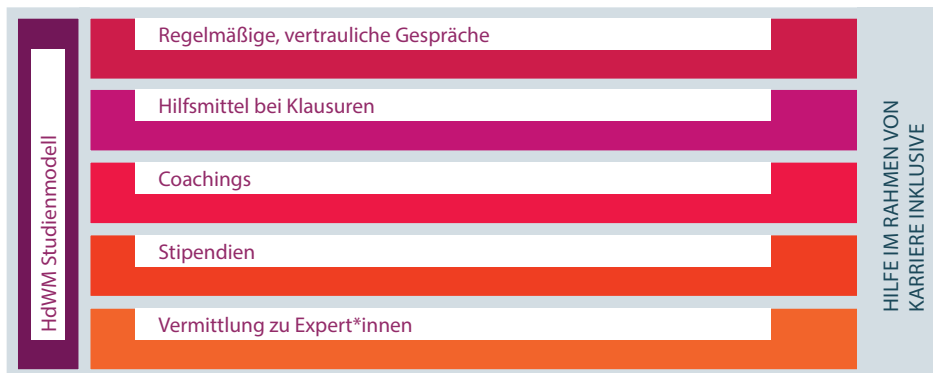 HdWM Studienmodell
Regelmäßige, vertrauliche Gespräche
Hilfsmittel bei Klausuren
Coachings
Stipendien
Vermittlung zu Expert*innen
HILFE IM RAHMEN VON
KARRIERE INKLUSIVE